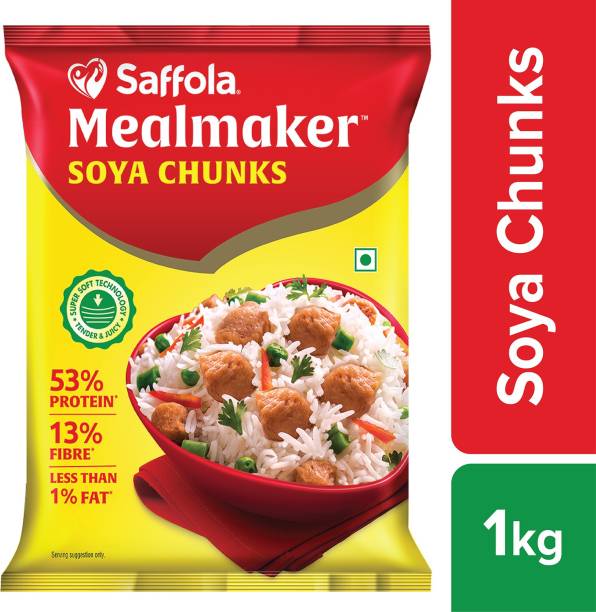 Saffola®
Mealmaker™
SOYA CHUNKS
SUPER SOFT TECHNOLOGY
• TENDER & JUICY •
53%
PROTEIN*
13%
FIBRE*
LESS THAN
1% FAT*
Serving suggestion only.
Soya Chunks
1kg